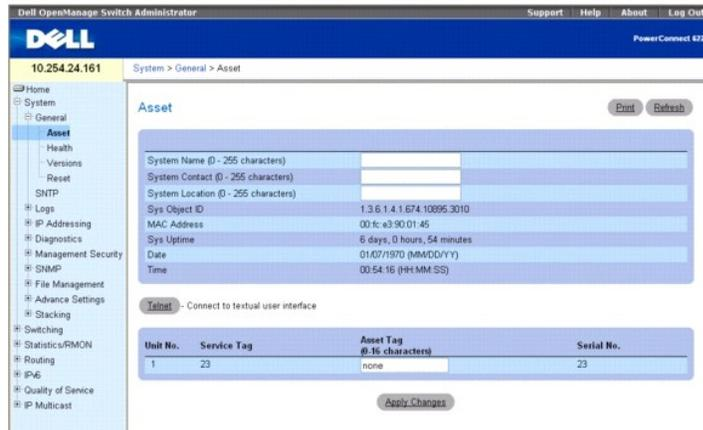 Dell OpenManage Switch Administrator
Support Help About Log Out
DELL
PowerConnect 622
10.254.24.161
System > General > Asset
Home
System
General
Asset
Health
Versions
Reset
SNTP
Logs
IP Addressing
Diagnostics
Management Security
SNMP
File Management
Advance Settings
Stacking
Switching
Statistics/RMON
Routing
IPv6
Quality of Service
IP Multicast
Asset
Print Refresh
System Name (0 - 255 characters)
System Contact (0 - 255 characters)
System Location (0 - 255 characters)
Sys Object ID 1.3.6.1.4.1.674.10895.3010
MAC Address 00:fc:e3:90:01:45
Sys Uptime 6 days, 0 hours, 54 minutes
Date 01/07/1970 (MM/DD/YY)
Time 00:54:16 (HH:MM:SS)
Telnet - Connect to textual user interface
Unit No. Service Tag Asset Tag (0-16 characters) Serial No.
1 23 none 23
Apply Changes